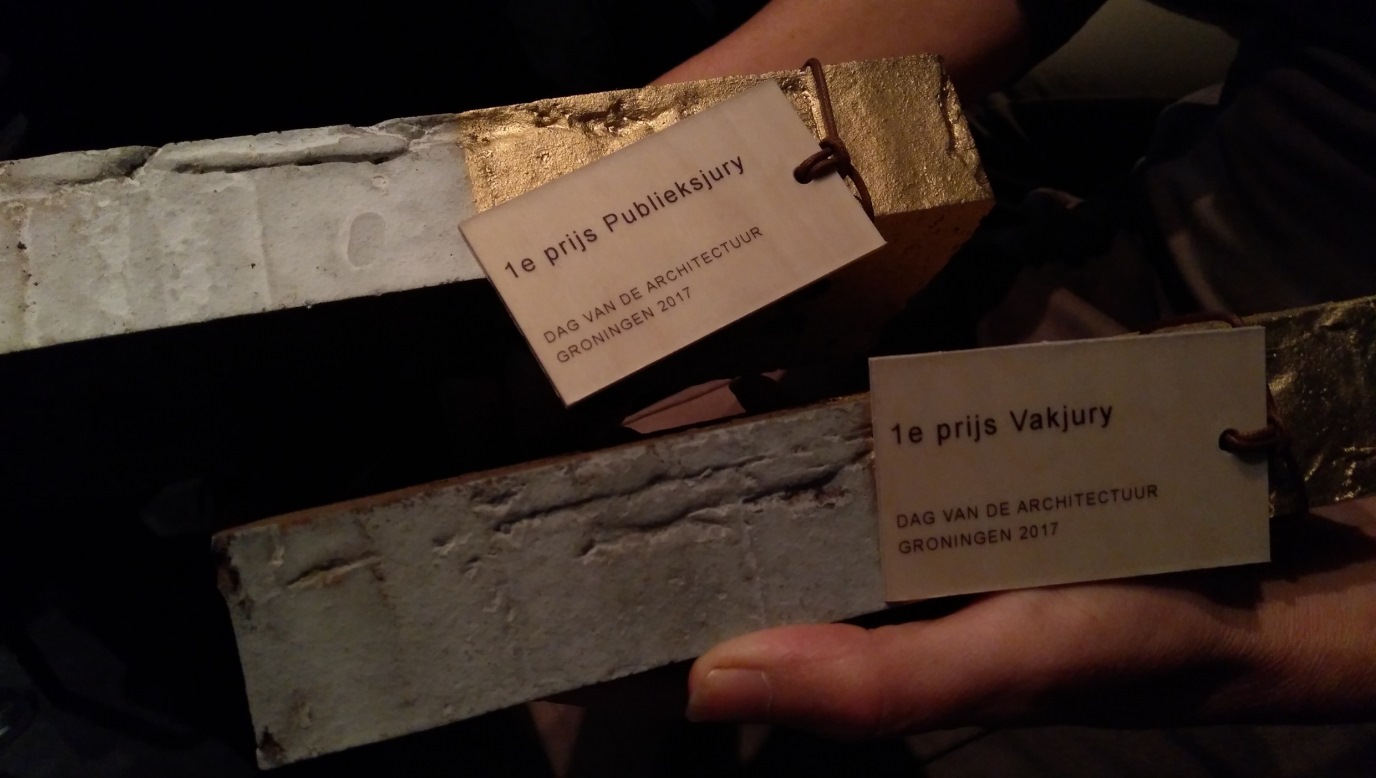 1e prijs Publieksjury
DAG VAN DE ARCHITECTUUR
GRONINGEN 2017
1e prijs Vakjury
DAG VAN DE ARCHITECTUUR
GRONINGEN 2017